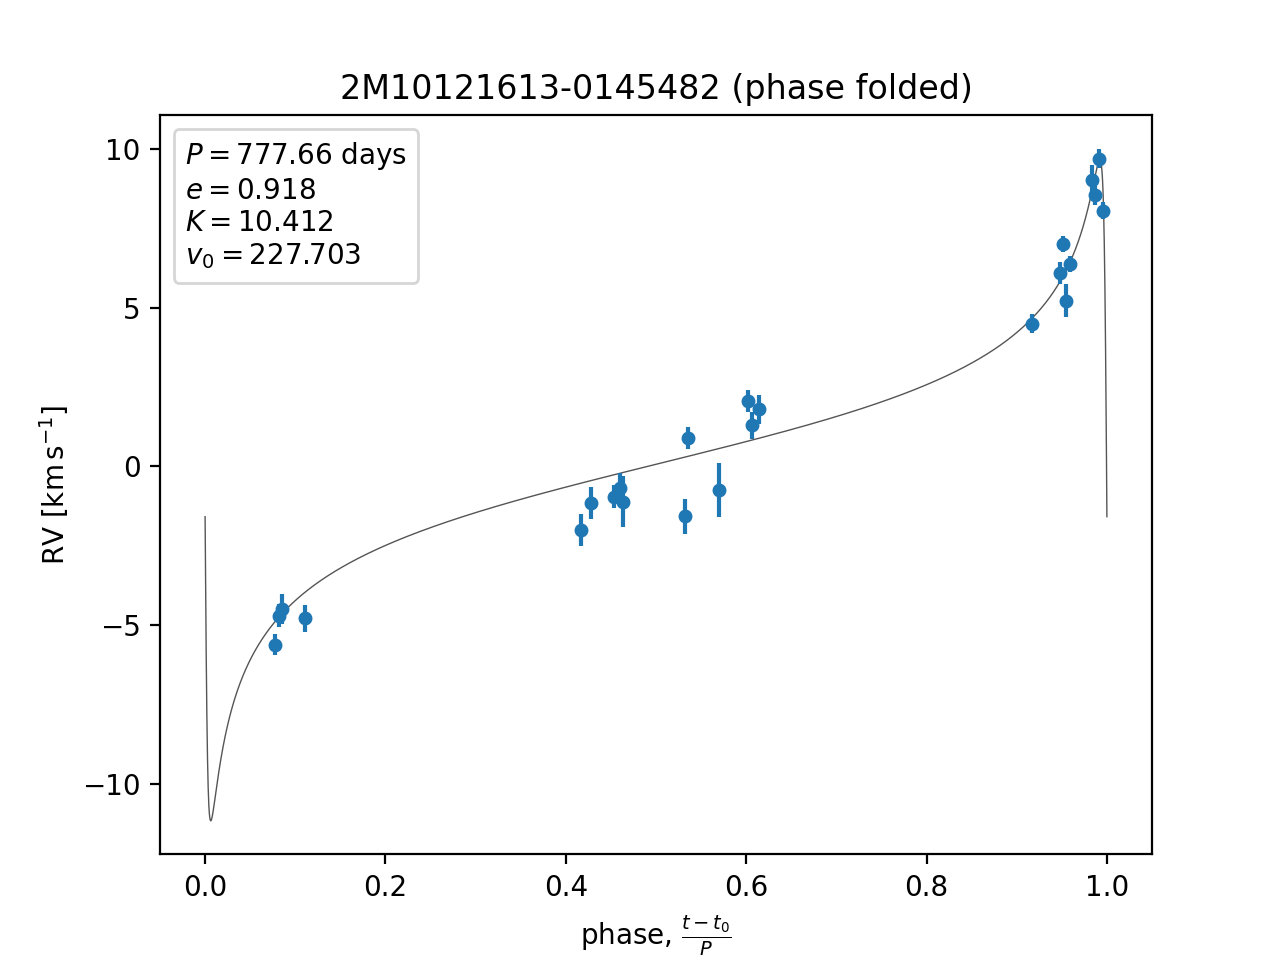 2M10121613-0145482 (phase folded)
P = 777.66 days
e = 0.918
K = 10.412
v₀ = 227.703
10
5
0
−5
−10
RV [km s⁻¹]
0.0 0.2 0.4 0.6 0.8 1.0
phase, (t − t₀)/P